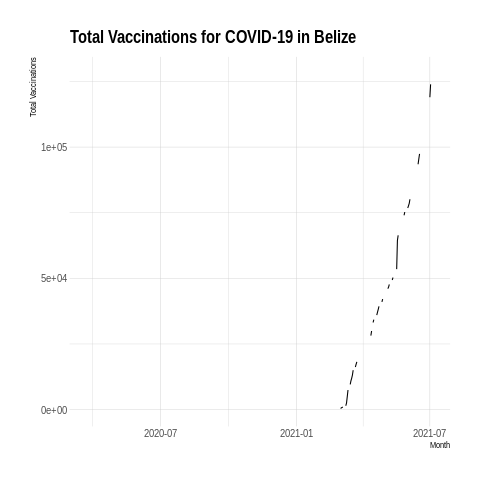 Total Vaccinations for COVID-19 in Belize
Total Vaccinations
1e+05
5e+04
0e+00
2020-07
2021-01
2021-07
Month